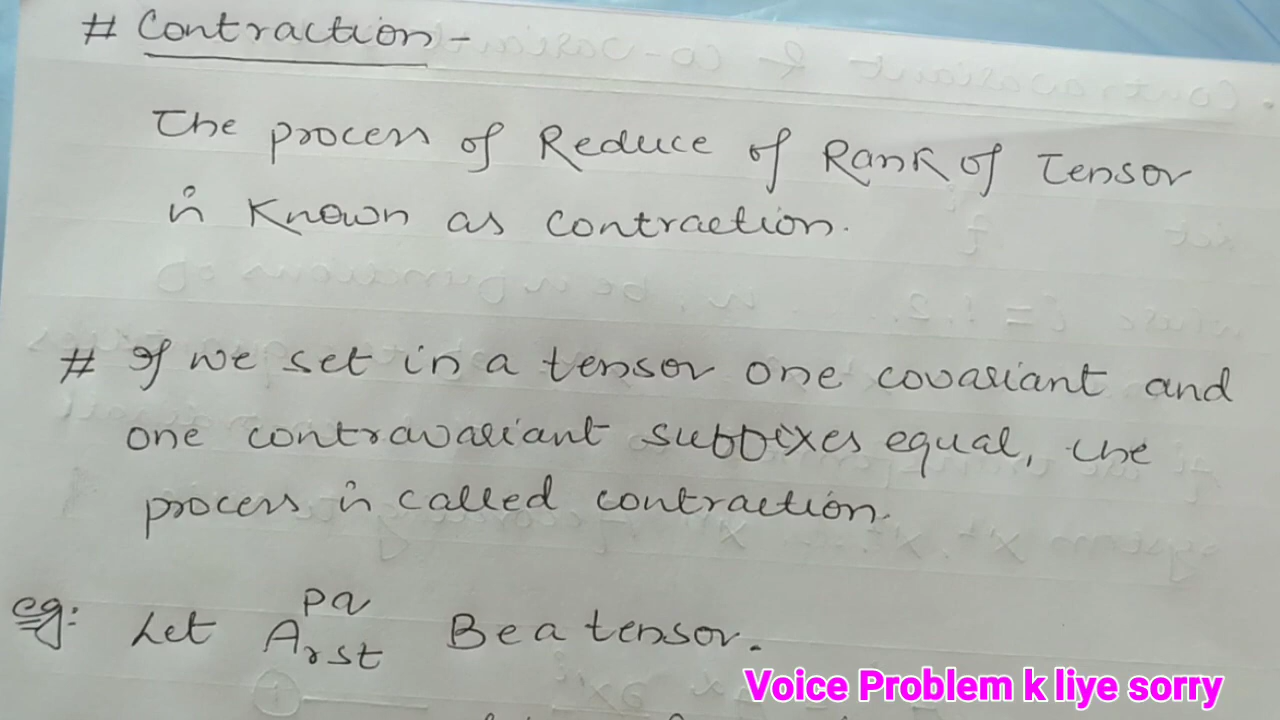 # Contraction -
The process of Reduce of Rank of Tensor
is Known as contraction.
# If we set in a tensor one covariant and
one contravariant suffixes equal, the
process is called contraction.
eg: Let A^{pq}_{rst} Be a tensor.
Voice Problem k liye sorry